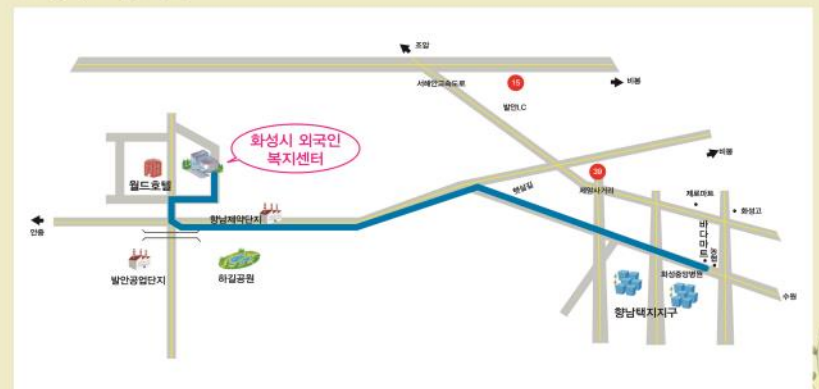 조암
서해안고속도로
15
비봉
발안I.C
화성시 외국인
복지센터
월드호텔
39
비봉
햇살길
제암사거리
제로마트
화성고
향남제약단지
안중
바다마트
농협
발안공업단지
하길공원
화성중앙병원
수원
향남택지지구